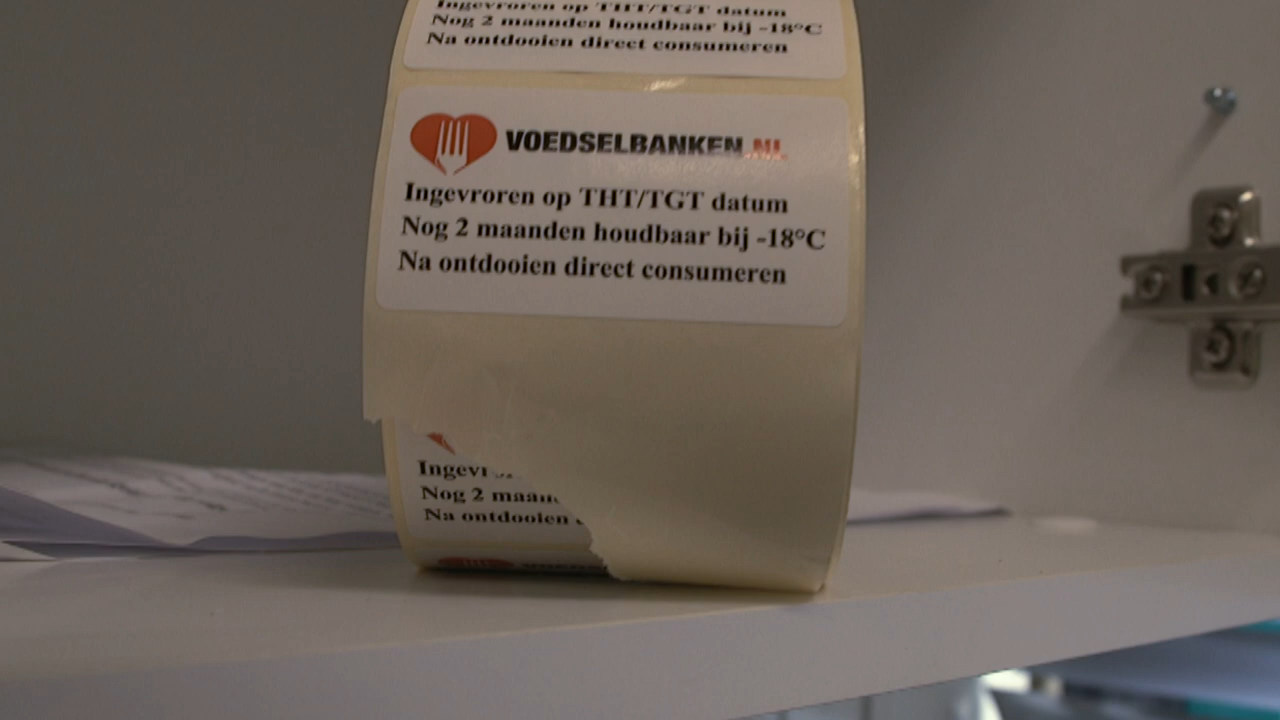 Ingevroren op THT/TGT datum
Nog 2 maanden houdbaar bij -18°C
Na ontdooien direct consumeren
VOEDSELBANKEN.NL
Ingevroren op THT/TGT datum
Nog 2 maanden houdbaar bij -18°C
Na ontdooien direct consumeren
Ingevr
Nog 2 maan
Na ontdooien